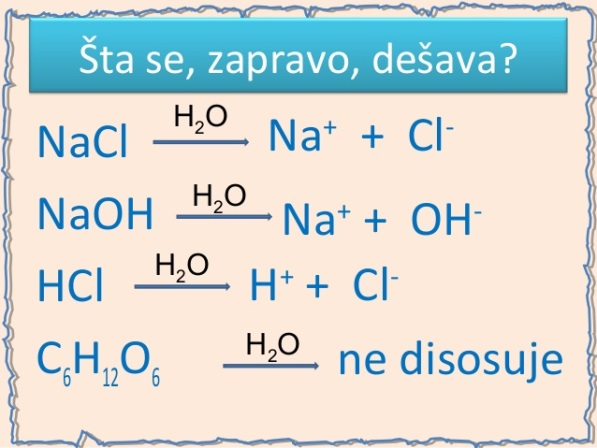 Šta se, zapravo, dešava?
NaCl H₂O Na⁺ + Cl⁻
NaOH H₂O Na⁺ + OH⁻
HCl H₂O H⁺ + Cl⁻
C₆H₁₂O₆ H₂O ne disosuje